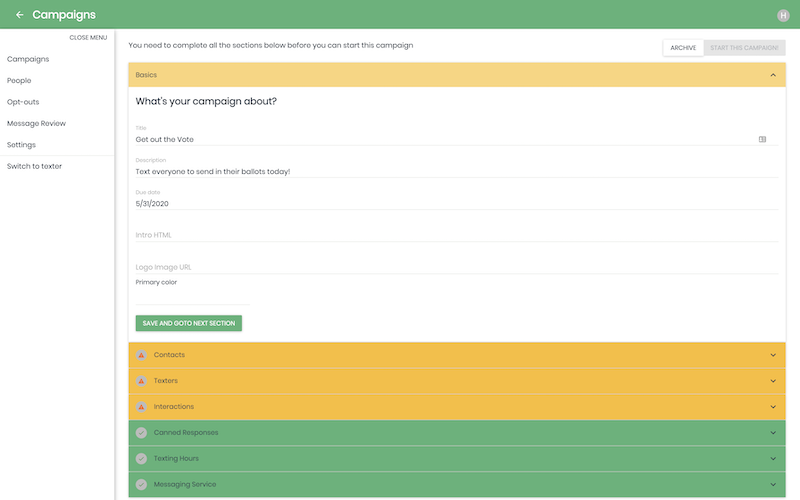 Campaigns
H
CLOSE MENU
Campaigns
People
Opt-outs
Message Review
Settings
Switch to texter
You need to complete all the sections below before you can start this campaign
ARCHIVE
START THIS CAMPAIGN!
Basics
What's your campaign about?
Title
Get out the Vote
Description
Text everyone to send in their ballots today!
Due date
5/31/2020
Intro HTML
Logo Image URL
Primary color
SAVE AND GOTO NEXT SECTION
Contacts
Texters
Interactions
Canned Responses
Texting Hours
Messaging Service